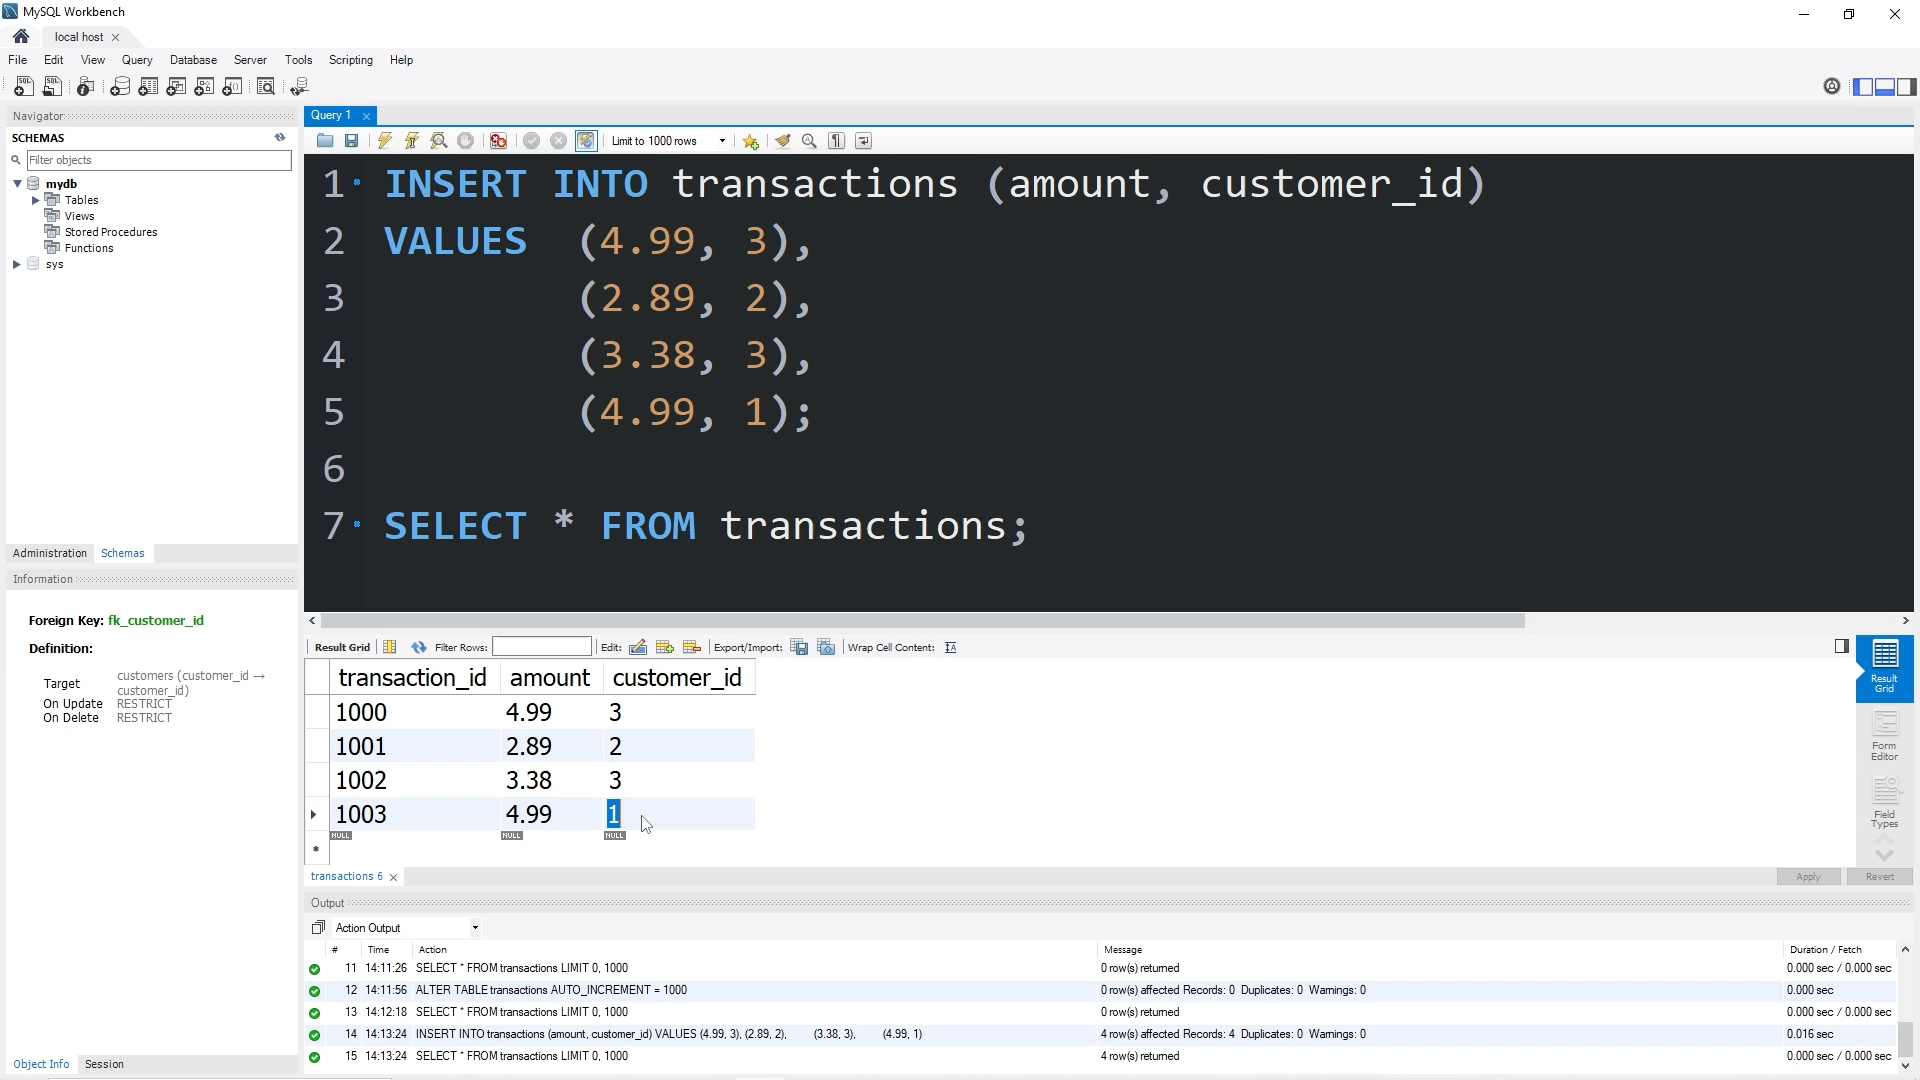 MySQL Workbench
local host
File Edit View Query Database Server Tools Scripting Help
Navigator
SCHEMAS
Filter objects
mydb
Tables
Views
Stored Procedures
Functions
sys
Administration Schemas
Information
Foreign Key: fk_customer_id
Definition:
Target customers (customer_id →
customer_id)
On Update RESTRICT
On Delete RESTRICT
Object Info Session
Query 1
Limit to 1000 rows
1 INSERT INTO transactions (amount, customer_id)
2 VALUES (4.99, 3),
3 (2.89, 2),
4 (3.38, 3),
5 (4.99, 1);
6
7 SELECT * FROM transactions;
Result Grid Filter Rows: Edit: Export/Import: Wrap Cell Content:
transaction_id amount customer_id
1000 4.99 3
1001 2.89 2
1002 3.38 3
1003 4.99 1
NULL NULL NULL
Result
Grid
Form
Editor
Field
Types
transactions 6 Apply Revert
Output
Action Output
# Time Action Message Duration / Fetch
11 14:11:26 SELECT * FROM transactions LIMIT 0, 1000 0 row(s) returned 0.000 sec / 0.000 sec
12 14:11:56 ALTER TABLE transactions AUTO_INCREMENT = 1000 0 row(s) affected Records: 0 Duplicates: 0 Warnings: 0 0.000 sec
13 14:12:18 SELECT * FROM transactions LIMIT 0, 1000 0 row(s) returned 0.000 sec / 0.000 sec
14 14:13:24 INSERT INTO transactions (amount, customer_id) VALUES (4.99, 3), (2.89, 2), (3.38, 3), (4.99, 1) 4 row(s) affected Records: 4 Duplicates: 0 Warnings: 0 0.016 sec
15 14:13:24 SELECT * FROM transactions LIMIT 0, 1000 4 row(s) returned 0.000 sec / 0.000 sec